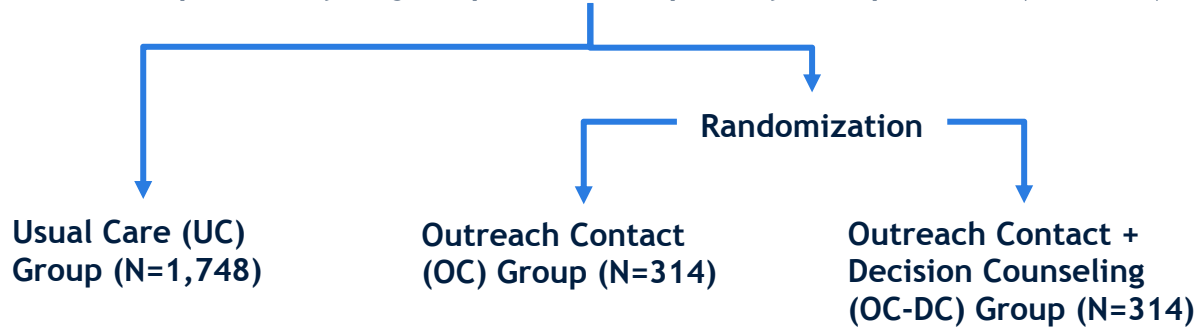 Randomization
Usual Care (UC)
Group (N=1,748)
Outreach Contact
(OC) Group (N=314)
Outreach Contact +
Decision Counseling
(OC-DC) Group (N=314)